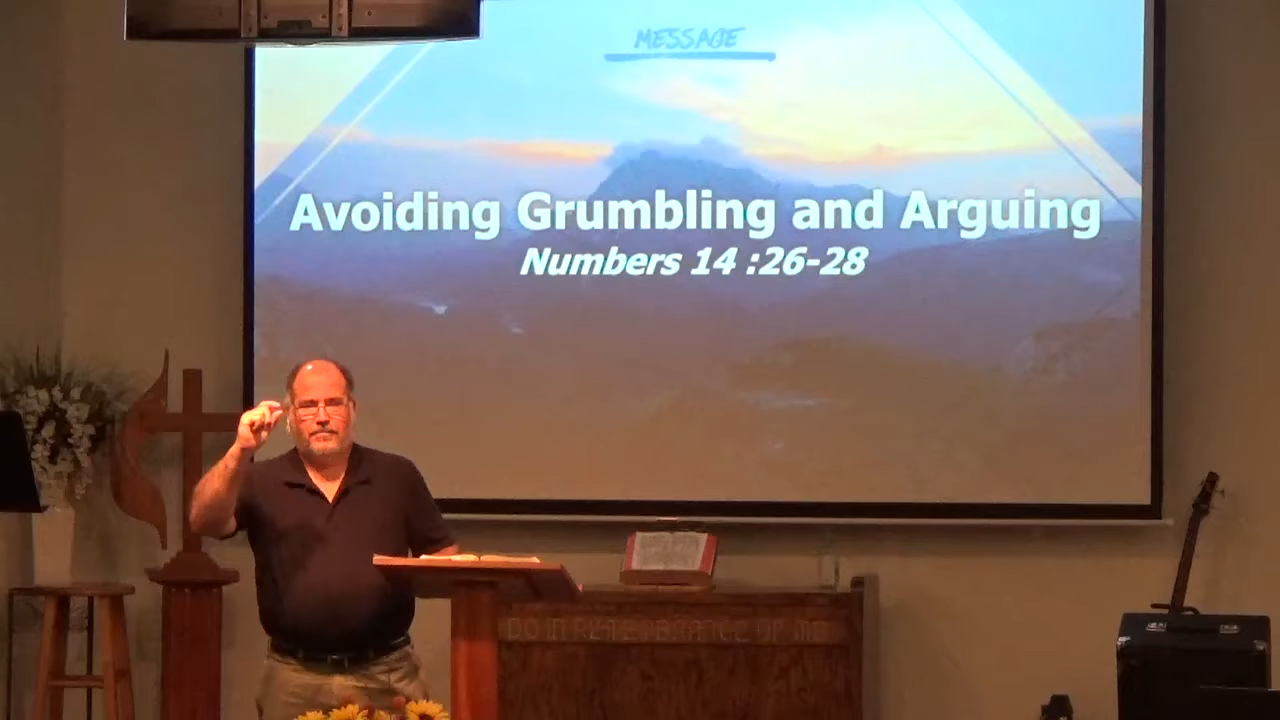 MESSAGE
Avoiding Grumbling and Arguing
Numbers 14 :26-28
DO IN REMEMBRANCE OF ME